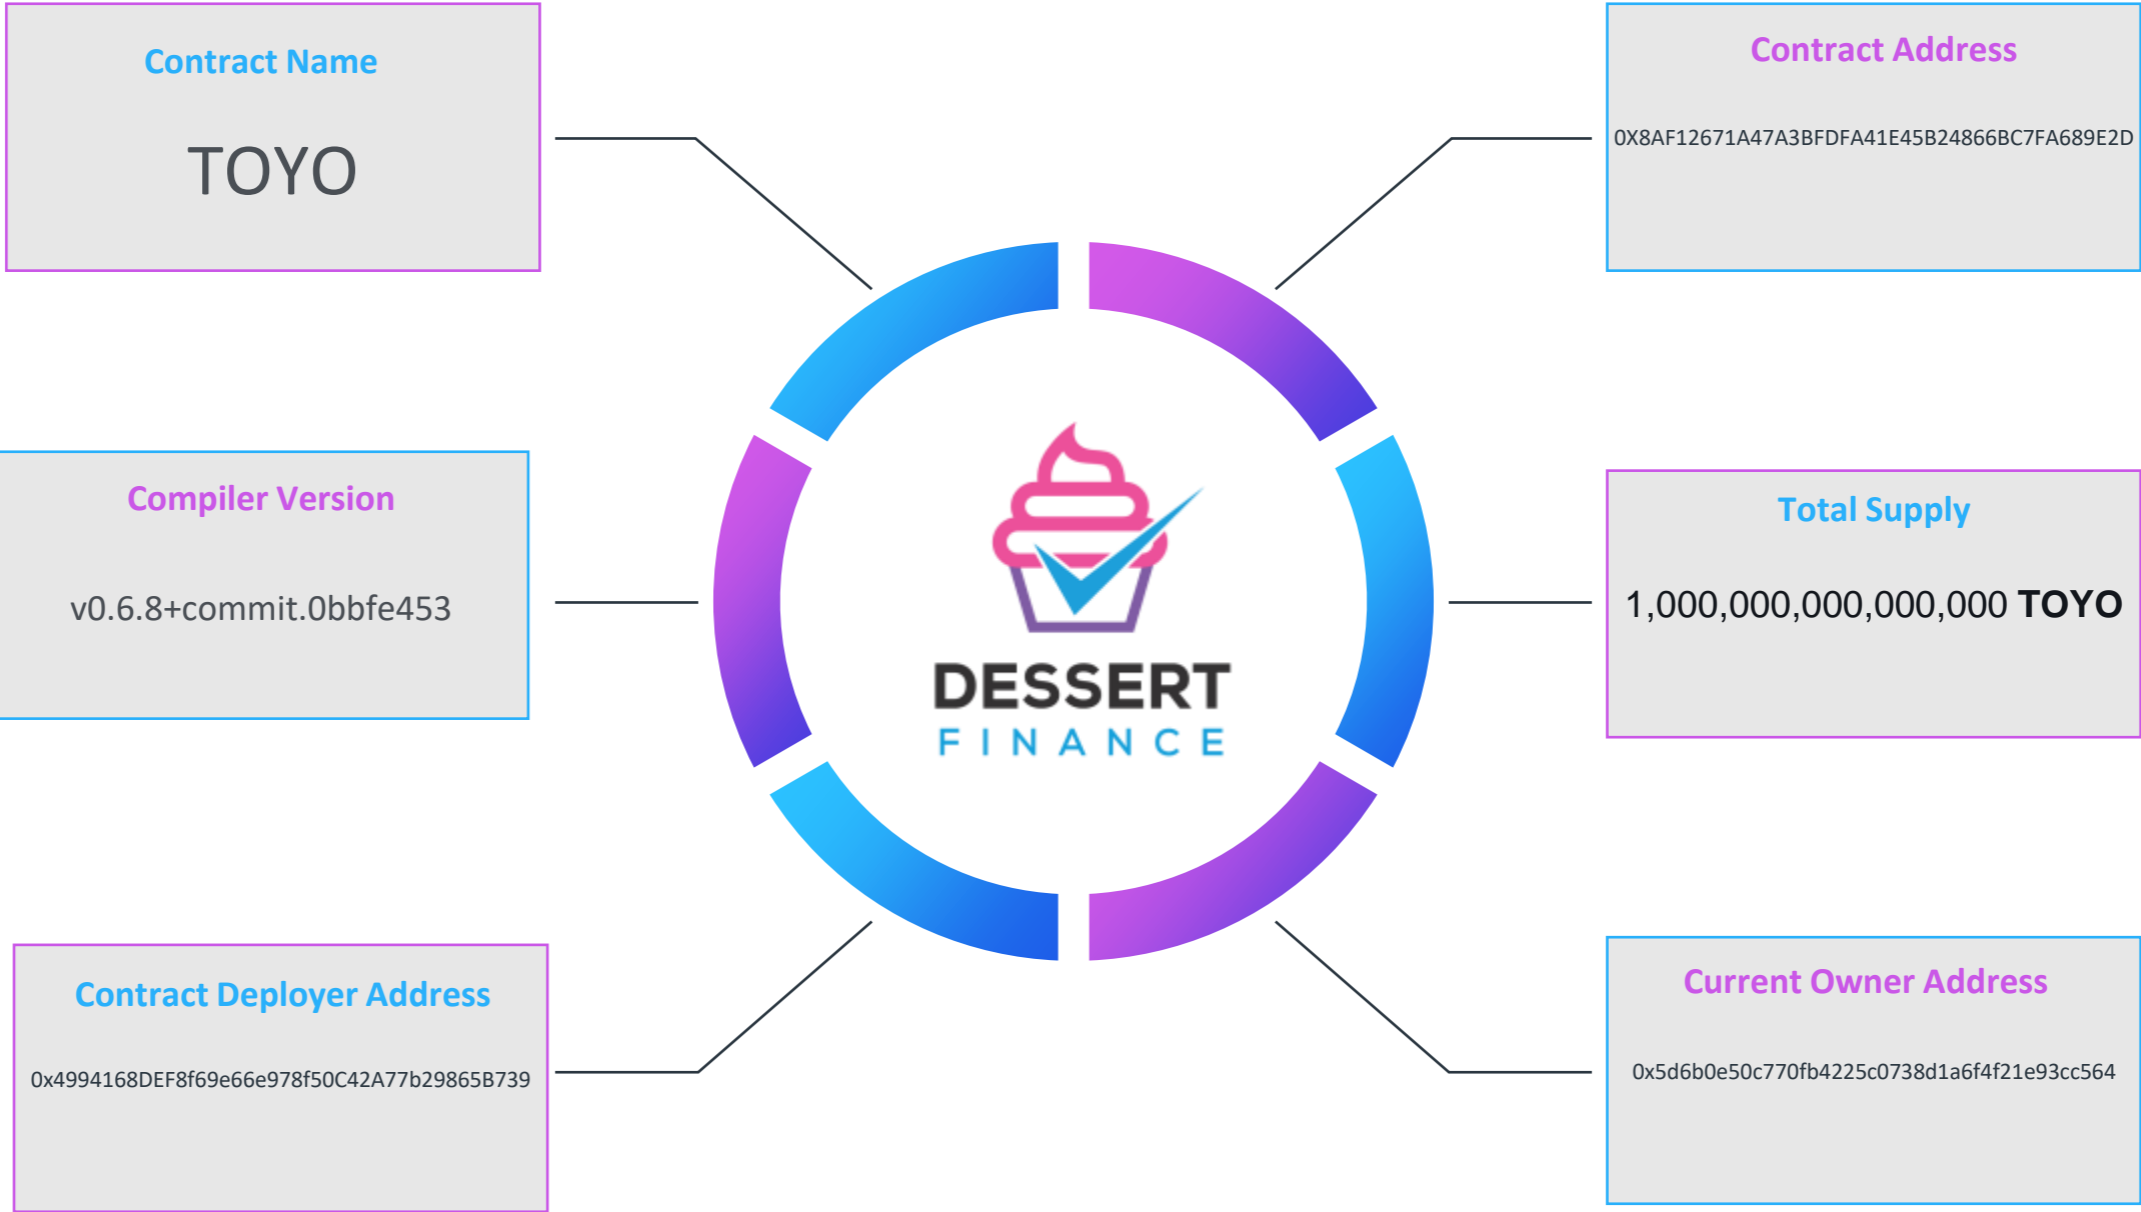 Contract Name
TOYO
Contract Address
0X8AF12671A47A3BFDFA41E45B24866BC7FA689E2D
Compiler Version
v0.6.8+commit.0bbfe453
DESSERT
FINANCE
Total Supply
1,000,000,000,000,000 TOYO
Contract Deployer Address
0x4994168DEF8f69e66e978f50C42A77b29865B739
Current Owner Address
0x5d6b0e50c770fb4225c0738d1a6f4f21e93cc564